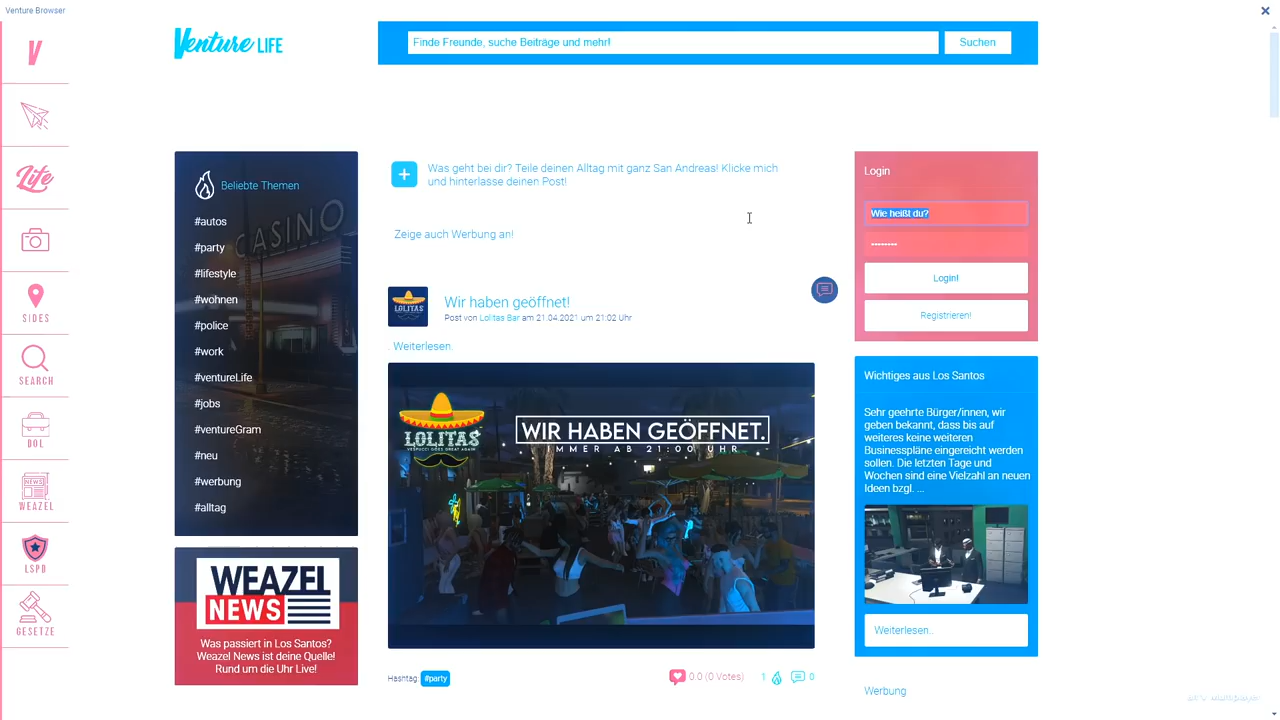 Venture Browser
Venture LIFE
Finde Freunde, suche Beiträge und mehr!
Suchen
V
Life
SIDES
SEARCH
DOL
WEAZEL
LSPD
GESETZE
Beliebte Themen
#autos
#party
#lifestyle
#wohnen
#police
#work
#ventureLife
#jobs
#ventureGram
#neu
#werbung
#alltag
CASINO
WEAZEL
NEWS
Was passiert in Los Santos?
Weazel News ist deine Quelle!
Rund um die Uhr Live!
Was geht bei dir? Teile deinen Alltag mit ganz San Andreas! Klicke mich
und hinterlasse deinen Post!
Zeige auch Werbung an!
LOLITAS
Wir haben geöffnet!
Post von Lolitas Bar am 21.04.2021 um 21:02 Uhr
. Weiterlesen.
LOLITAS
VESPUCCI GOES GREAT AGAIN!
WIR HABEN GEÖFFNET.
IMMER AB 21:00 UHR
Hashtag: #party
0.0 (0 Votes)
1
0
Login
Wie heißt du?
--------
Login!
Registrieren!
Wichtiges aus Los Santos
Sehr geehrte Bürger/innen, wir
geben bekannt, dass bis auf
weiteres keine weiteren
Businesspläne eingereicht werden
sollen. Die letzten Tage und
Wochen sind eine Vielzahl an neuen
Ideen bzgl. ...
Weiterlesen..
Werbung